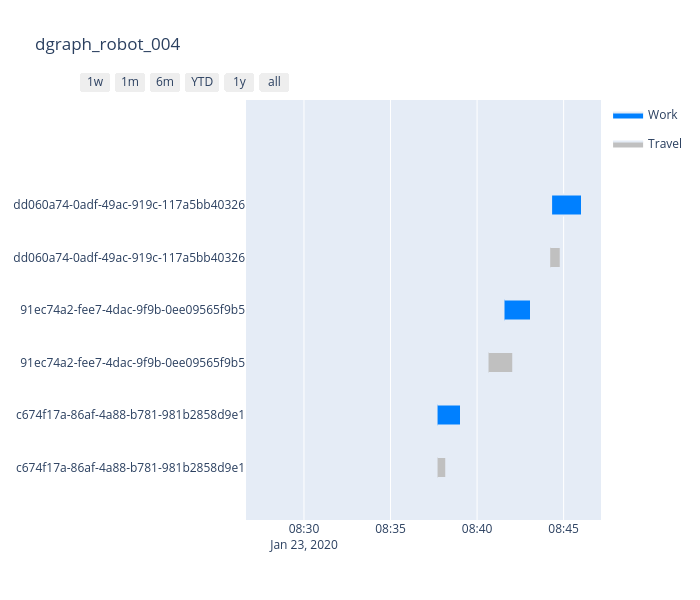 dgraph_robot_004
1w 1m 6m YTD 1y all
Work
Travel
dd060a74-0adf-49ac-919c-117a5bb40326
dd060a74-0adf-49ac-919c-117a5bb40326
91ec74a2-fee7-4dac-9f9b-0ee09565f9b5
91ec74a2-fee7-4dac-9f9b-0ee09565f9b5
c674f17a-86af-4a88-b781-981b2858d9e1
c674f17a-86af-4a88-b781-981b2858d9e1
08:30 08:35 08:40 08:45
Jan 23, 2020